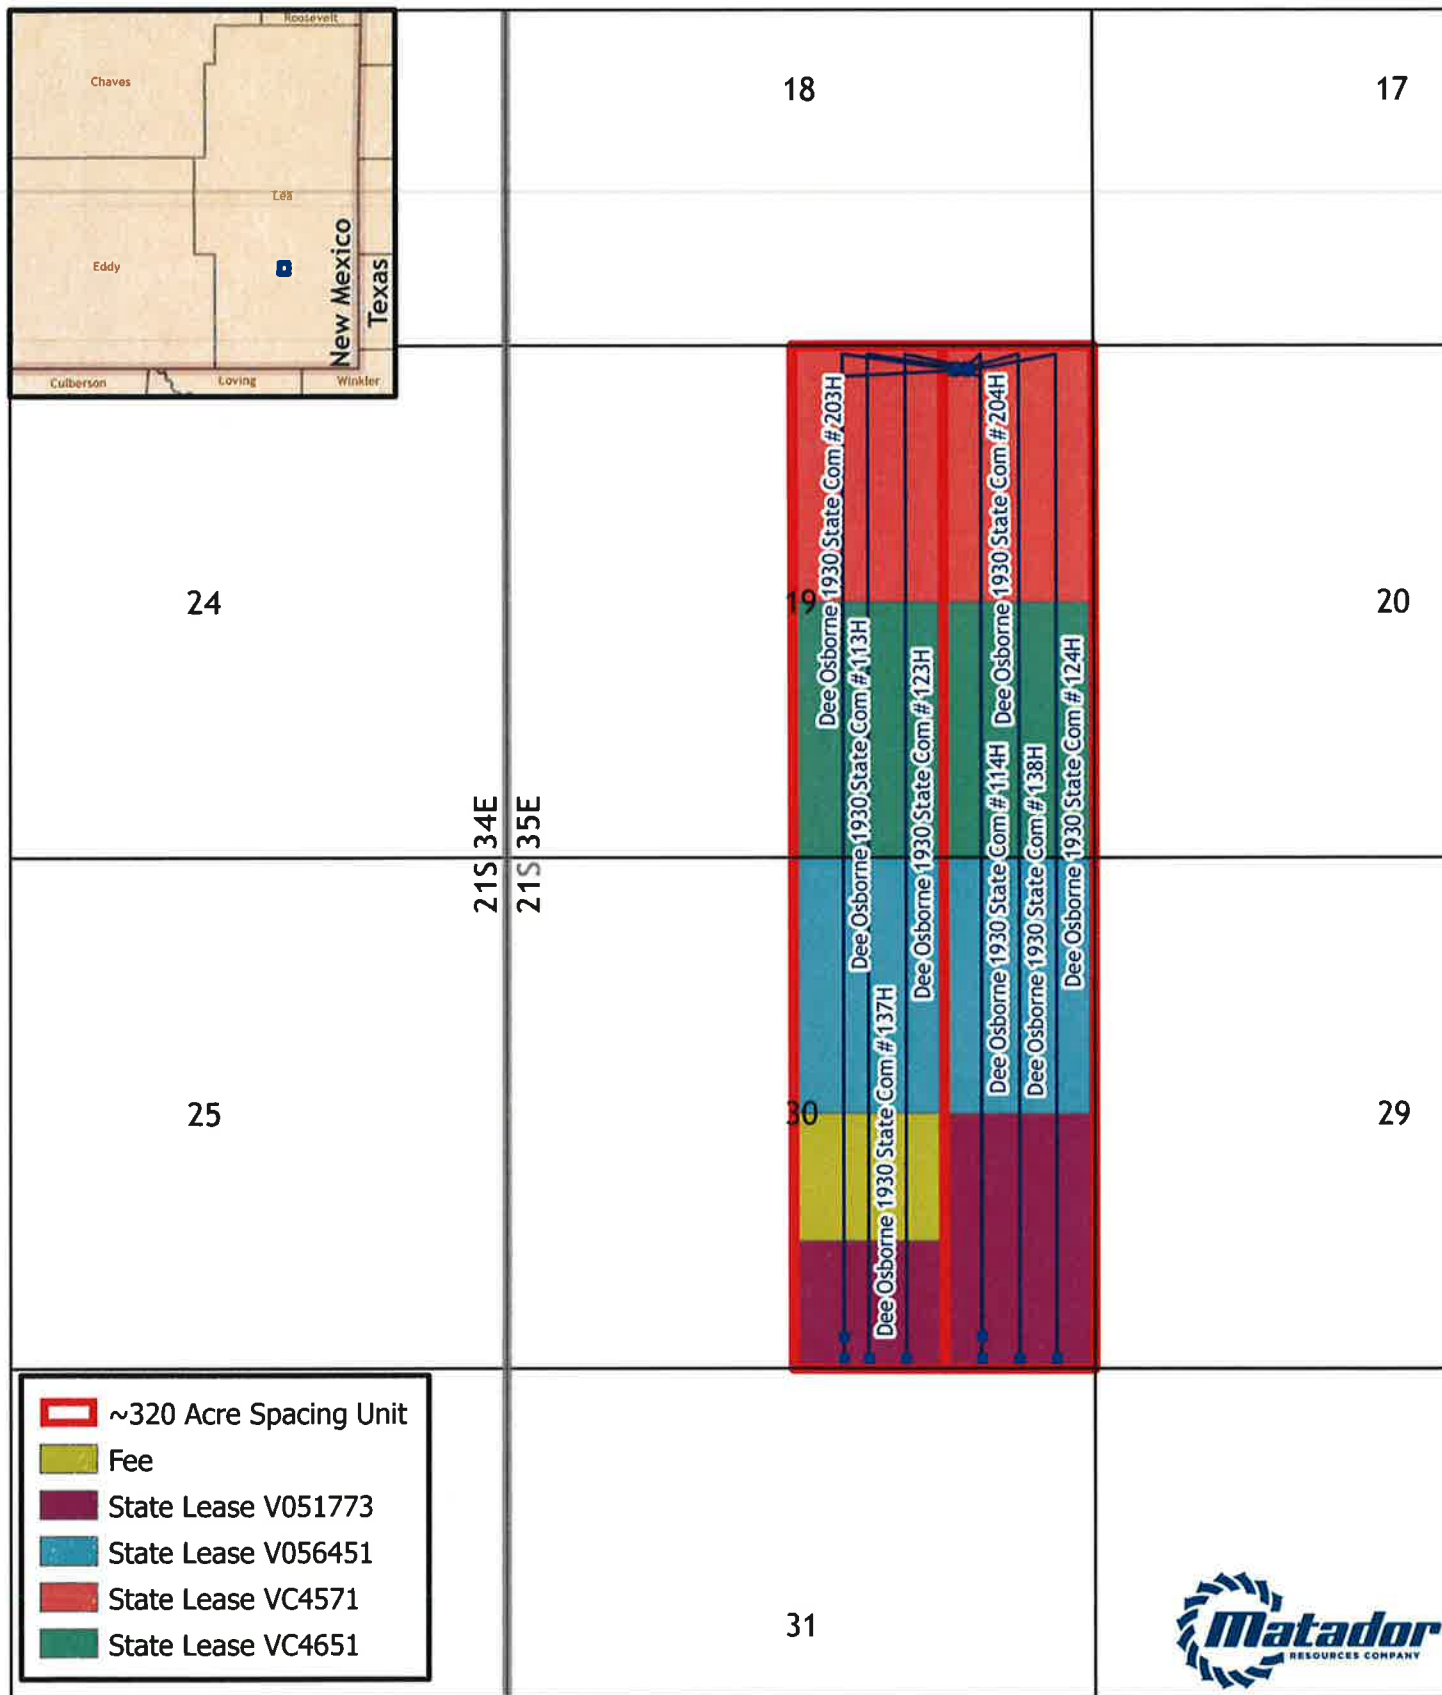 Roosevelt
Chaves
Lea
Eddy
New Mexico
Texas
Culberson
Loving
Winkler
18
17
24
19
20
21S 34E
21S 35E
25
30
29
31
Dee Osborne 1930 State Com #203H
Dee Osborne 1930 State Com #113H
Dee Osborne 1930 State Com #123H
Dee Osborne 1930 State Com #137H
Dee Osborne 1930 State Com #204H
Dee Osborne 1930 State Com #114H
Dee Osborne 1930 State Com #138H
Dee Osborne 1930 State Com #124H
~320 Acre Spacing Unit
Fee
State Lease V051773
State Lease V056451
State Lease VC4571
State Lease VC4651
Matador
RESOURCES COMPANY